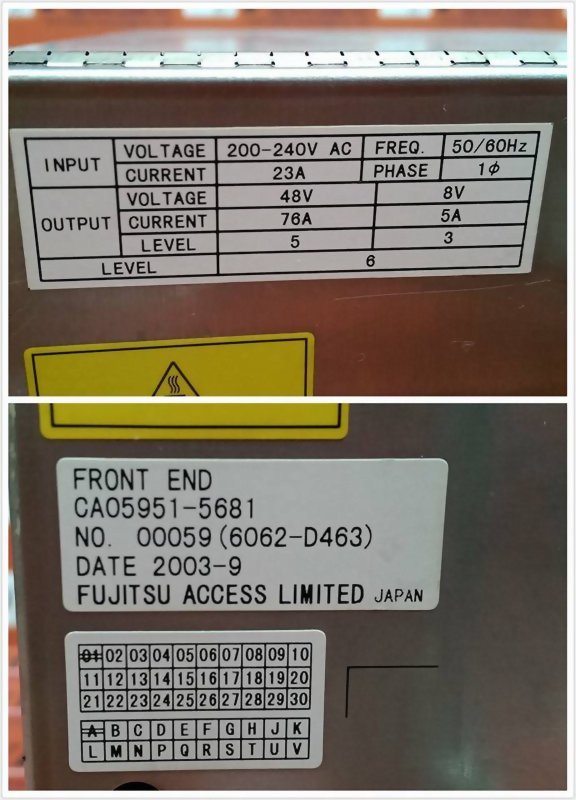 INPUT VOLTAGE 200-240V AC FREQ. 50/60Hz
CURRENT 23A PHASE 1φ
OUTPUT VOLTAGE 48V 8V
CURRENT 76A 5A
LEVEL 5 3
LEVEL 6
FRONT END
CA05951-5681
NO. 00059(6062-D463)
DATE 2003-9
FUJITSU ACCESS LIMITED JAPAN
01 02 03 04 05 06 07 08 09 10
11 12 13 14 15 16 17 18 19 20
21 22 23 24 25 26 27 28 29 30
A B C D E F G H J K
L M N P Q R S T U V